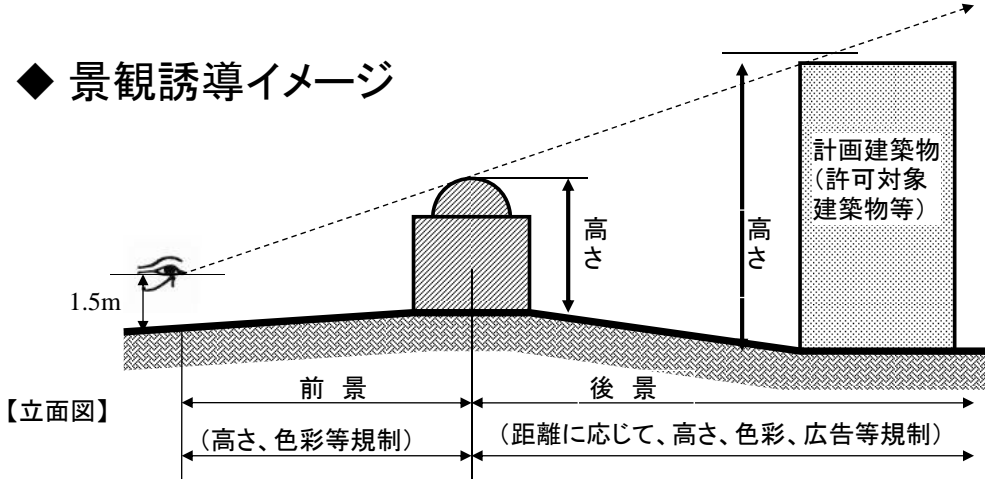 ◆ 景観誘導イメージ
計画建築物
(許可対象
建築物等)
高さ
高さ
1.5m
前 景
後 景
【立面図】
(高さ、色彩等規制)
(距離に応じて、高さ、色彩、広告等規制)